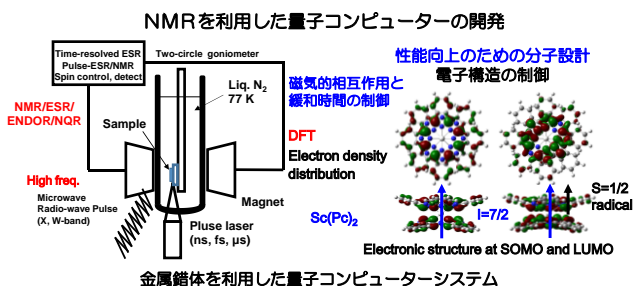 NMRを利用した量子コンピューターの開発
Time-resolved ESR
Pulse-ESR/NMR
Spin control, detect
Two-circle goniometer
Liq. N2
77 K
NMR/ESR/
ENDOR/NQR
Sample
High freq.
Microwave
Radio-wave Pulse
(X, W-band)
Magnet
Pluse laser
(ns, fs, μs)
磁気的相互作用と
緩和時間の制御
DFT
Electron density
distribution
性能向上のための分子設計
電子構造の制御
Sc(Pc)2
I=7/2
S=1/2
radical
Electronic structure at SOMO and LUMO
金属錯体を利用した量子コンピューターシステム